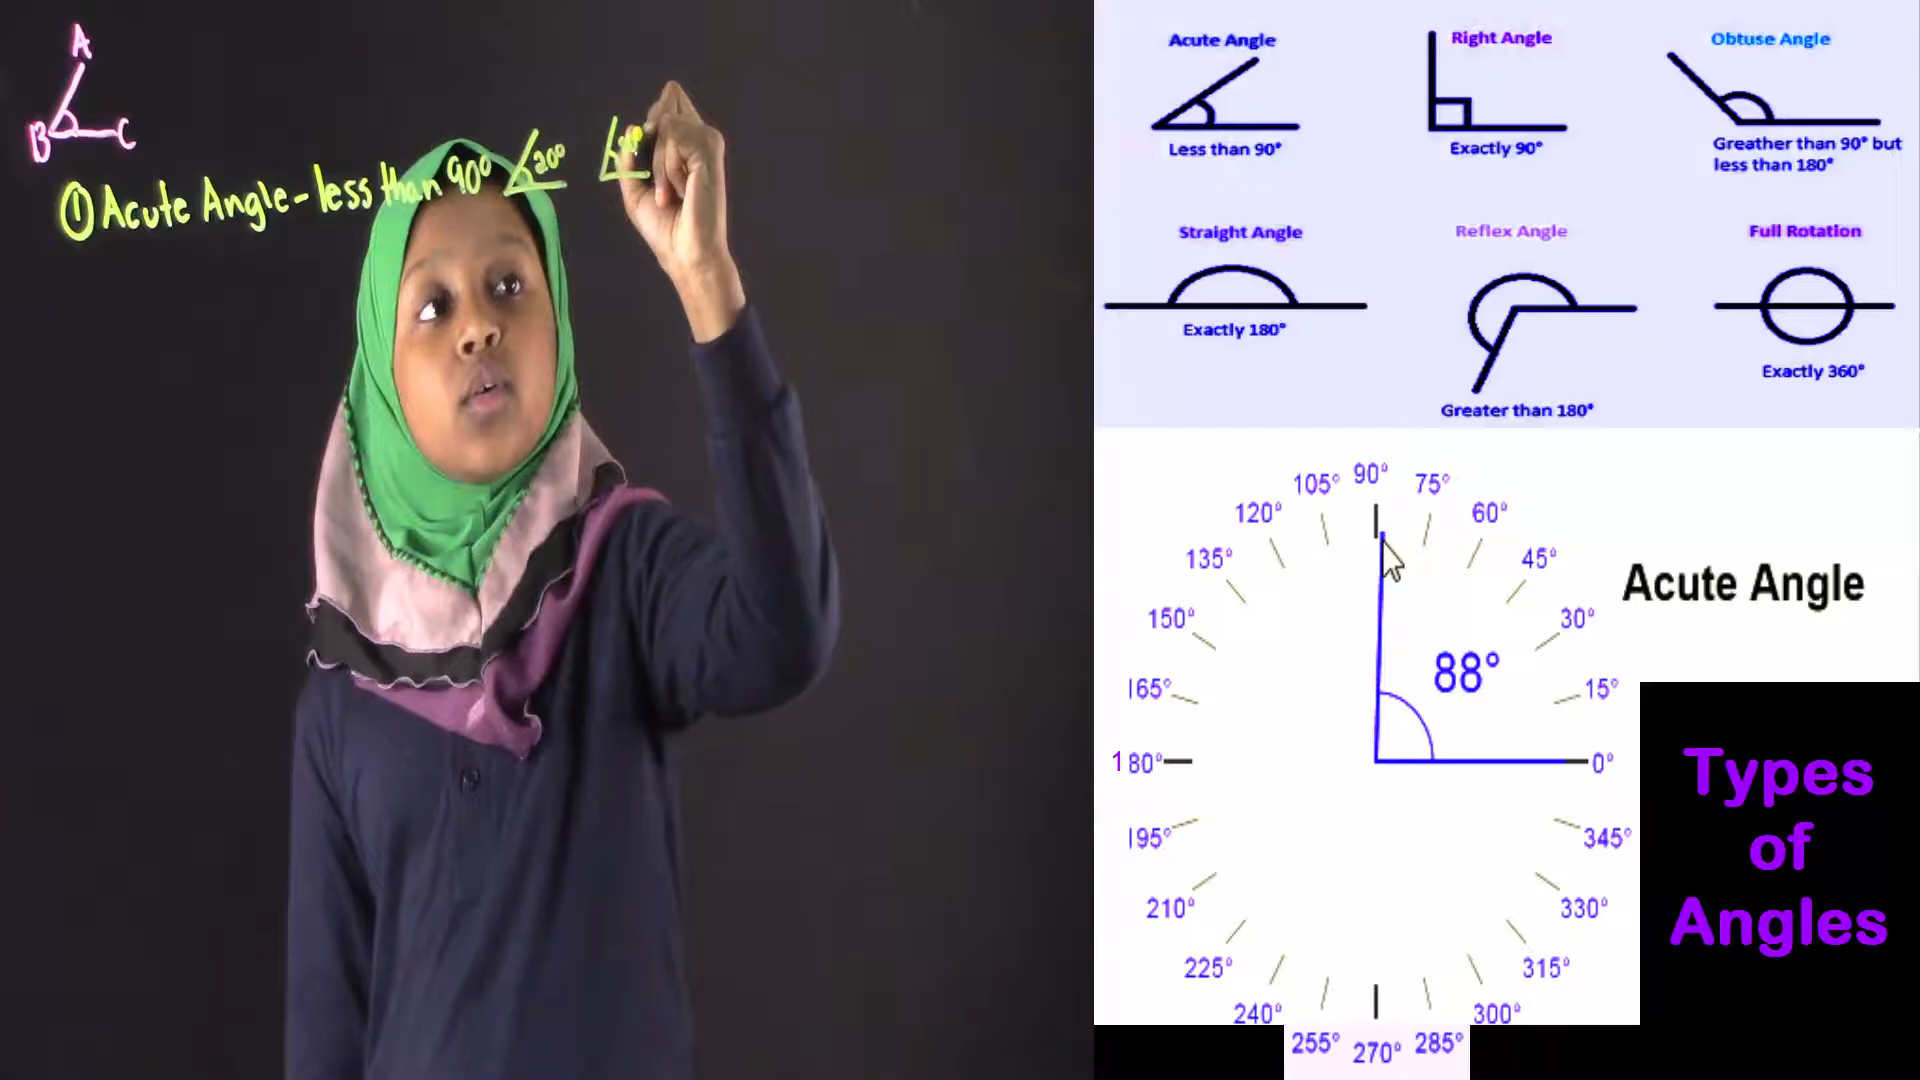 A
B C
① Acute Angle - less than 90° 20°
Acute Angle
Less than 90°
Right Angle
Exactly 90°
Obtuse Angle
Greather than 90° but
less than 180°
Straight Angle
Exactly 180°
Reflex Angle
Greater than 180°
Full Rotation
Exactly 360°
105° 90° 75°
120° 60°
135° 45°
150° 30°
165° 15°
180° 0°
195° 345°
210° 330°
225° 315°
240° 300°
255° 270° 285°
88°
Acute Angle
Types
of
Angles